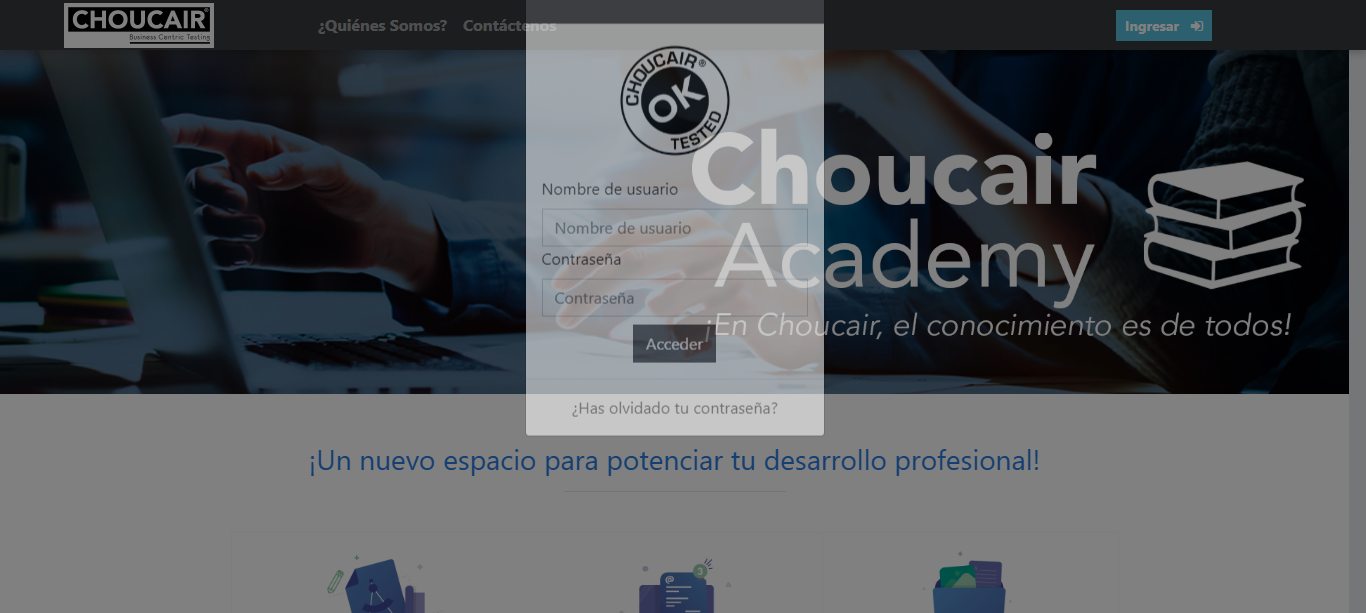 CHOUCAIR®
Business Centric Testing
¿Quiénes Somos?
Contáctenos
Ingresar
CHOUCAIR®
OK
TESTED
Nombre de usuario
Nombre de usuario
Contraseña
Contraseña
Acceder
¿Has olvidado tu contraseña?
Choucair
Academy
¡En Choucair, el conocimiento es de todos!
¡Un nuevo espacio para potenciar tu desarrollo profesional!
3